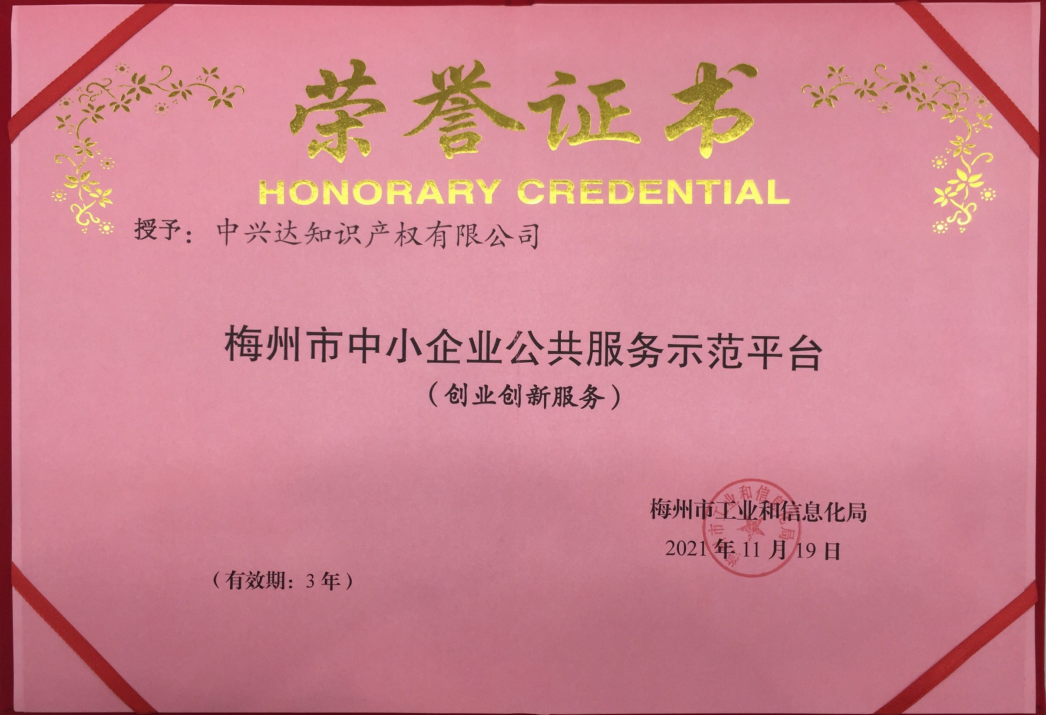 荣誉证书
HONORARY CREDENTIAL
授予：中兴达知识产权有限公司
梅州市中小企业公共服务示范平台
（创业创新服务）
梅州市工业和信息化局
2021年11月19日
（有效期：3年）